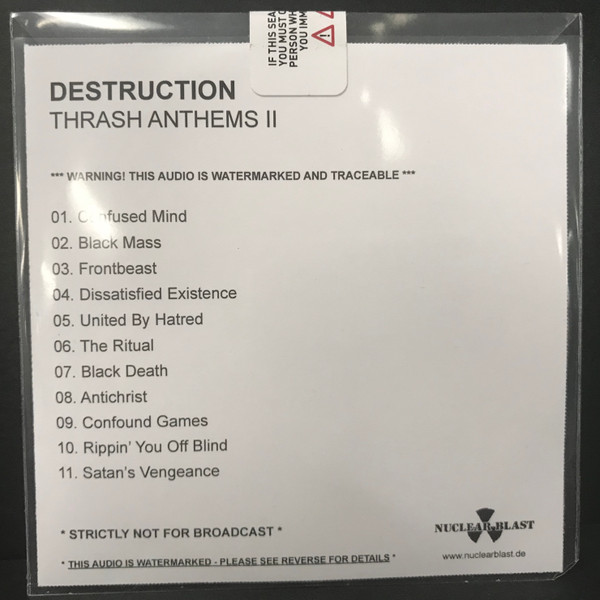 IF THIS SEA
YOU MUST
PERSON WH
YOU IMM
DESTRUCTION
THRASH ANTHEMS II
*** WARNING! THIS AUDIO IS WATERMARKED AND TRACEABLE ***
01. C fused Mind
02. Black Mass
03. Frontbeast
04. Dissatisfied Existence
05. United By Hatred
06. The Ritual
07. Black Death
08. Antichrist
09. Confound Games
10. Rippin' You Off Blind
11. Satan's Vengeance
* STRICTLY NOT FOR BROADCAST *
NUCLEAR BLAST
www.nuclearblast.de
* THIS AUDIO IS WATERMARKED - PLEASE SEE REVERSE FOR DETAILS *